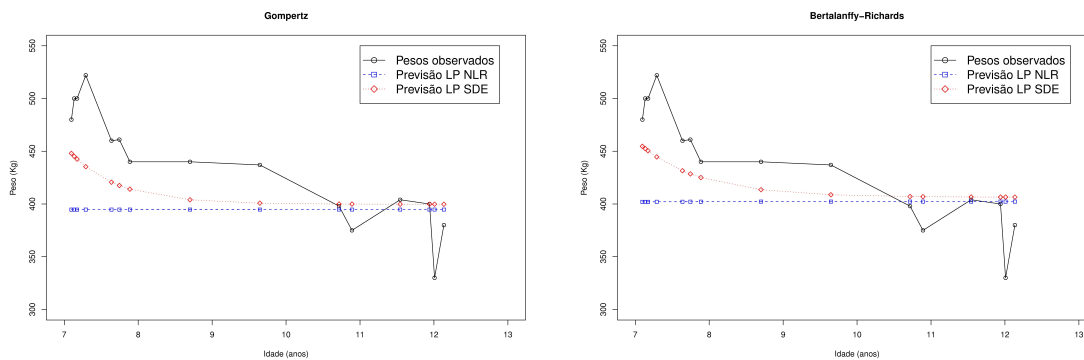 Gompertz
Pesos observados
Previsão LP NLR
Previsão LP SDE
Peso (Kg)
550
500
450
400
350
300
7 8 9 10 11 12 13
Idade (anos)
Bertalanffy−Richards
Pesos observados
Previsão LP NLR
Previsão LP SDE
Peso (Kg)
550
500
450
400
350
300
7 8 9 10 11 12 13
Idade (anos)